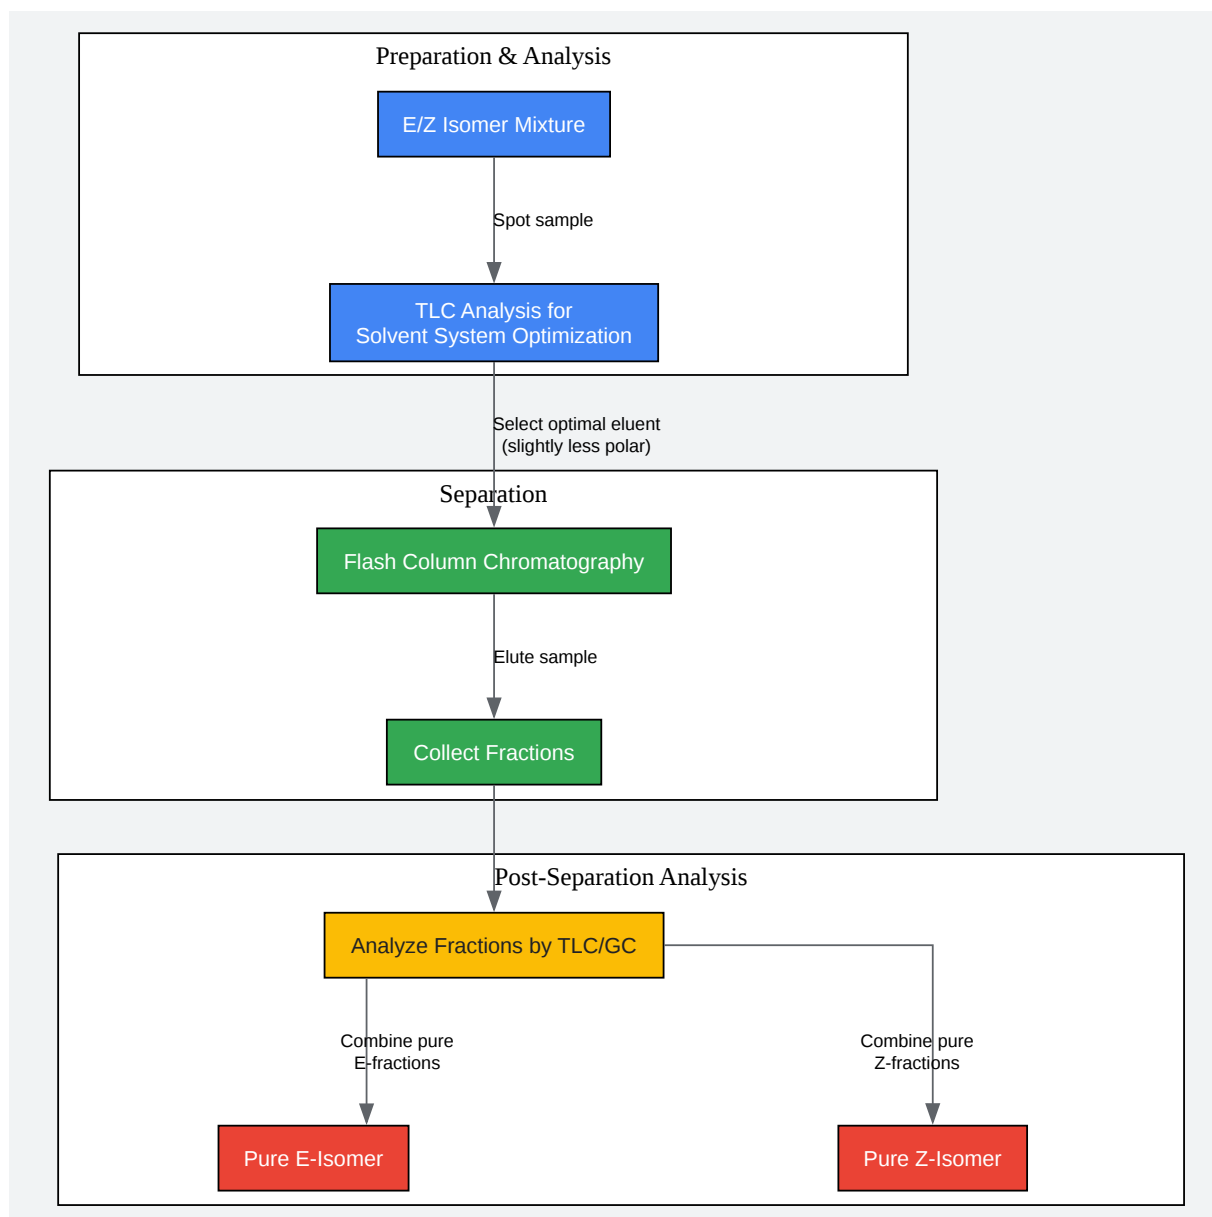 Preparation & Analysis
E/Z Isomer Mixture
Spot sample
TLC Analysis for
Solvent System Optimization
Select optimal eluent
(slightly less polar)
Separation
Flash Column Chromatography
Elute sample
Collect Fractions
Post-Separation Analysis
Analyze Fractions by TLC/GC
Combine pure
E-fractions
Combine pure
Z-fractions
Pure E-Isomer
Pure Z-Isomer